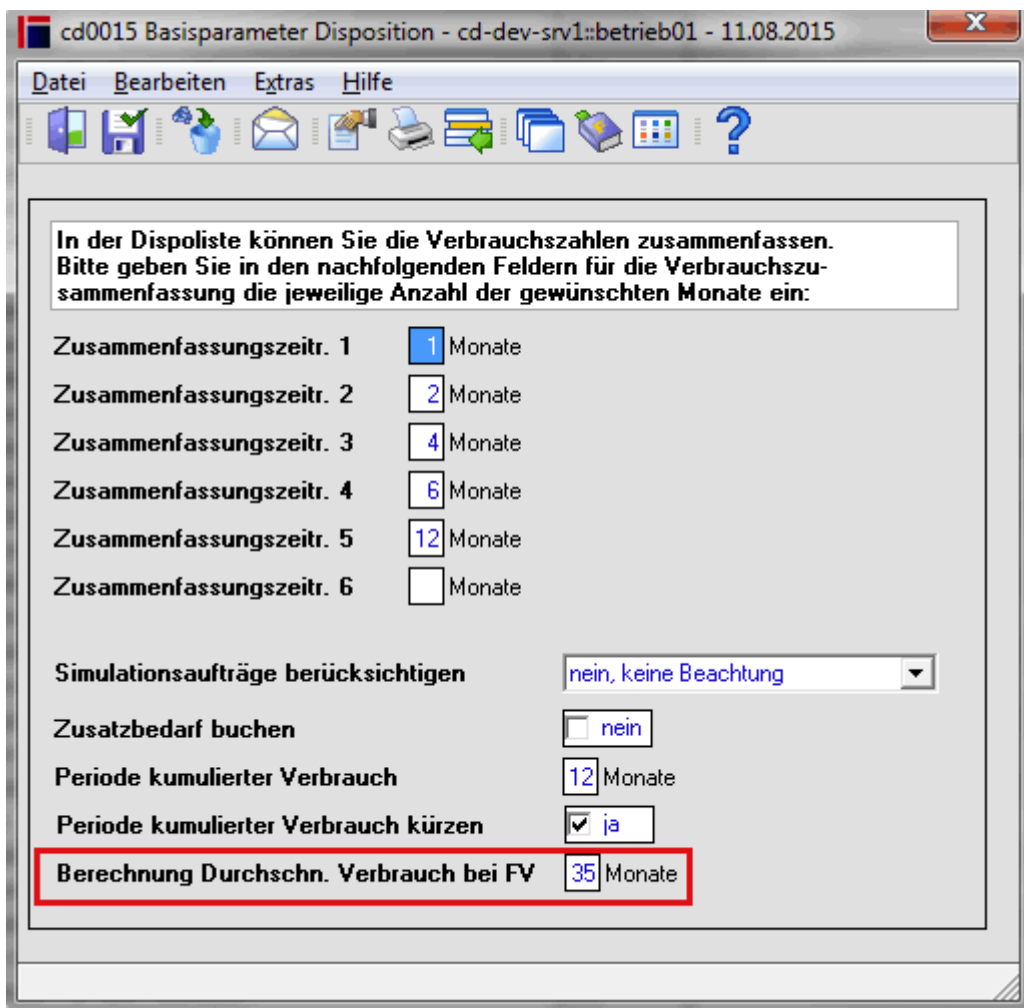 cd0015 Basisparameter Disposition - cd-dev-srv1::betrieb01 - 11.08.2015
Datei Bearbeiten Extras Hilfe
In der Dispoliste können Sie die Verbrauchszahlen zusammenfassen.
Bitte geben Sie in den nachfolgenden Feldern für die Verbrauchszu-
sammenfassung die jeweilige Anzahl der gewünschten Monate ein:
Zusammenfassungszeitr. 1 1 Monate
Zusammenfassungszeitr. 2 2 Monate
Zusammenfassungszeitr. 3 4 Monate
Zusammenfassungszeitr. 4 6 Monate
Zusammenfassungszeitr. 5 12 Monate
Zusammenfassungszeitr. 6 Monate
Simulationsaufträge berücksichtigen nein, keine Beachtung
Zusatzbedarf buchen nein
Periode kumulierter Verbrauch 12 Monate
Periode kumulierter Verbrauch kürzen ja
Berechnung Durchschn. Verbrauch bei FV 35 Monate